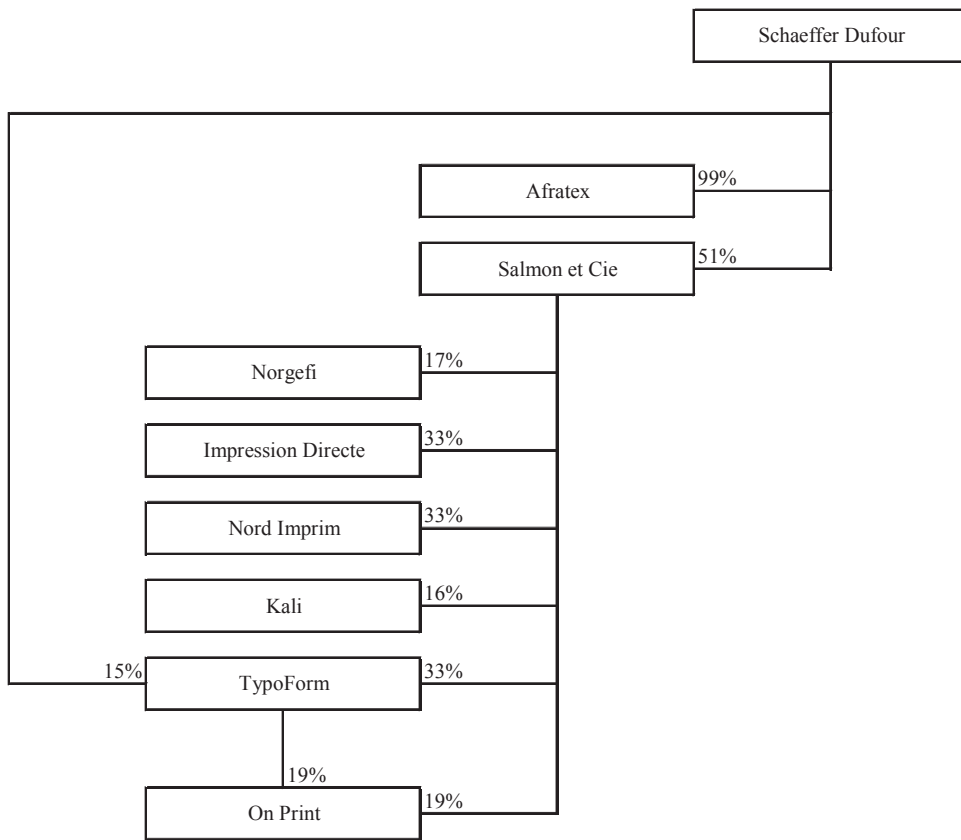 Schaeffer Dufour
Afratex
99%
Salmon et Cie
51%
Norgefi
17%
Impression Directe
33%
Nord Imprim
33%
Kali
16%
15%
TypoForm
33%
19%
On Print
19%